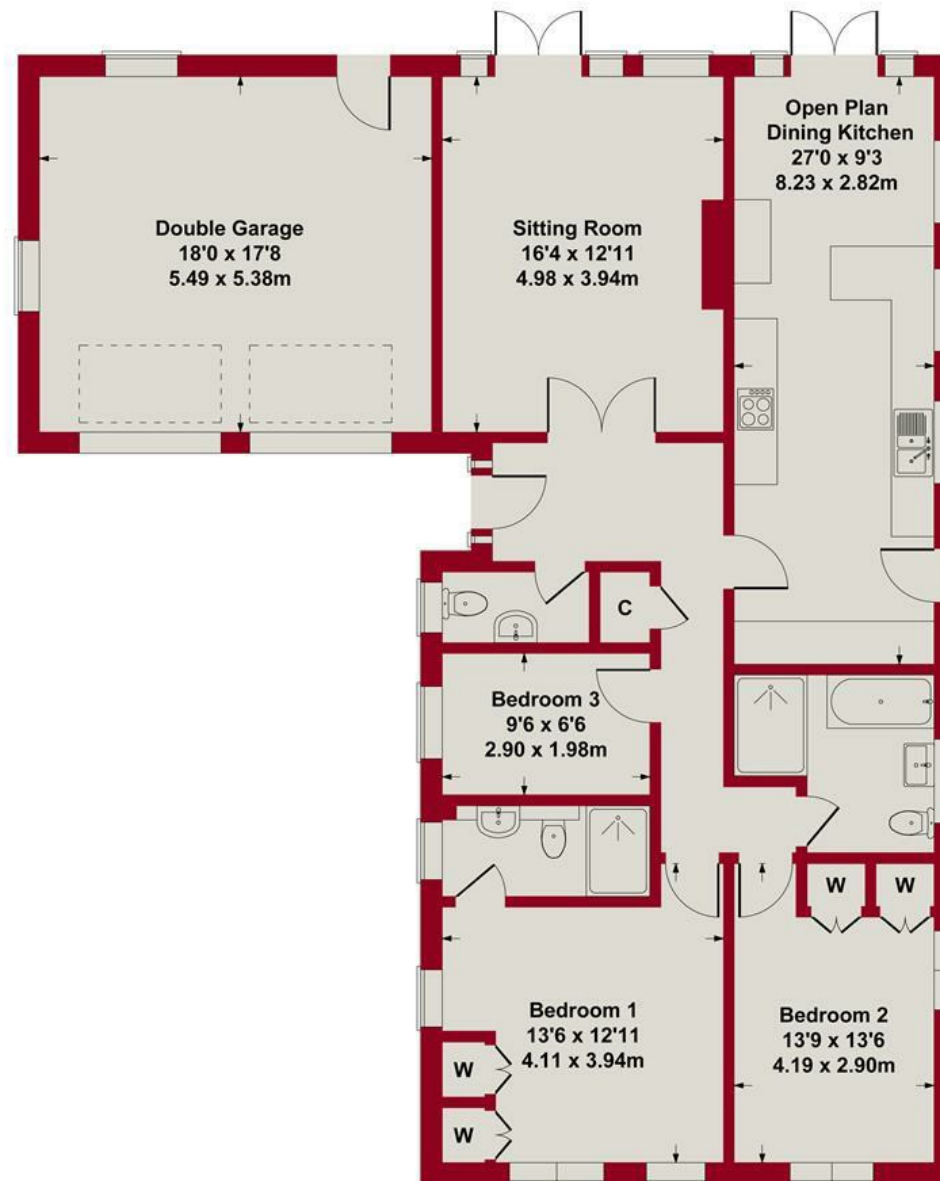 Open Plan
Dining Kitchen
27'0 x 9'3
8.23 x 2.82m
Double Garage
18'0 x 17'8
5.49 x 5.38m
Sitting Room
16'4 x 12'11
4.98 x 3.94m
C
Bedroom 3
9'6 x 6'6
2.90 x 1.98m
W
W
Bedroom 1
13'6 x 12'11
4.11 x 3.94m
Bedroom 2
13'9 x 13'6
4.19 x 2.90m
W
W